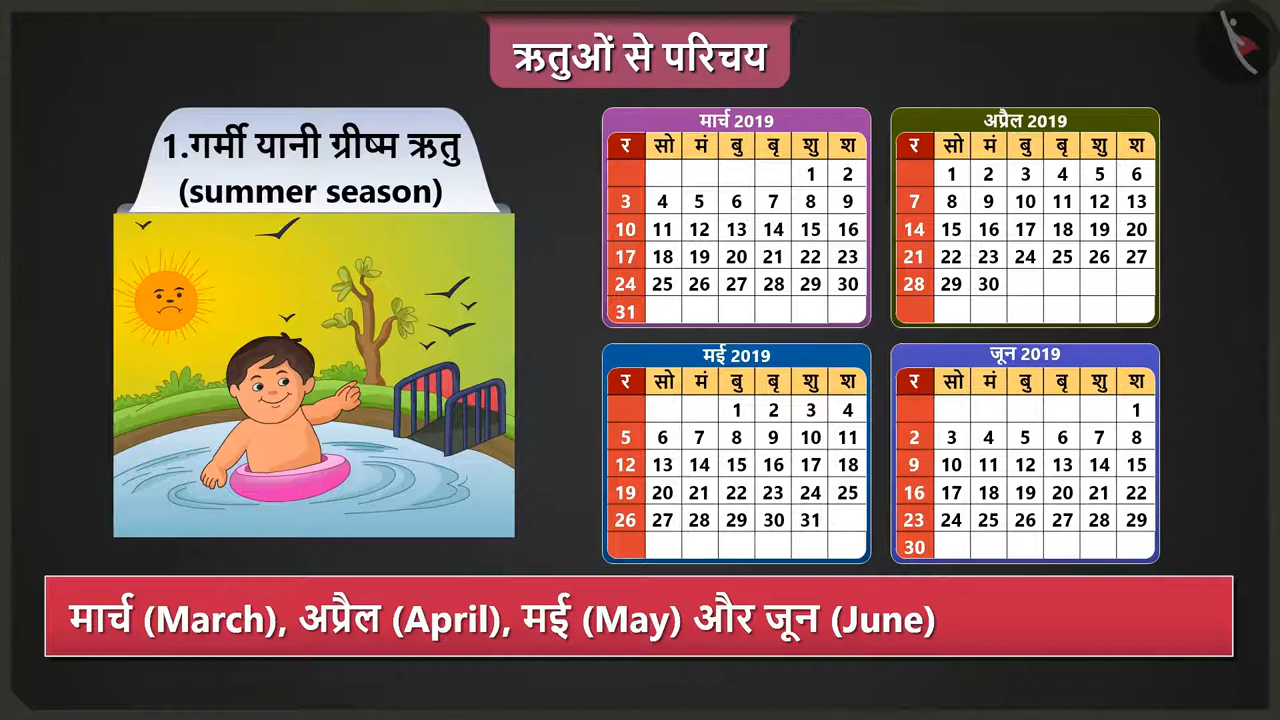 ऋतुओं से परिचय
1.गर्मी यानी ग्रीष्म ऋतु
(summer season)
मार्च 2019
र सो मं बु बृ शु श
1 2
3 4 5 6 7 8 9
10 11 12 13 14 15 16
17 18 19 20 21 22 23
24 25 26 27 28 29 30
31
अप्रैल 2019
र सो मं बु बृ शु श
1 2 3 4 5 6
7 8 9 10 11 12 13
14 15 16 17 18 19 20
21 22 23 24 25 26 27
28 29 30
मई 2019
र सो मं बु बृ शु श
1 2 3 4
5 6 7 8 9 10 11
12 13 14 15 16 17 18
19 20 21 22 23 24 25
26 27 28 29 30 31
जून 2019
र सो मं बु बृ शु श
1
2 3 4 5 6 7 8
9 10 11 12 13 14 15
16 17 18 19 20 21 22
23 24 25 26 27 28 29
30
मार्च (March), अप्रैल (April), मई (May) और जून (June)